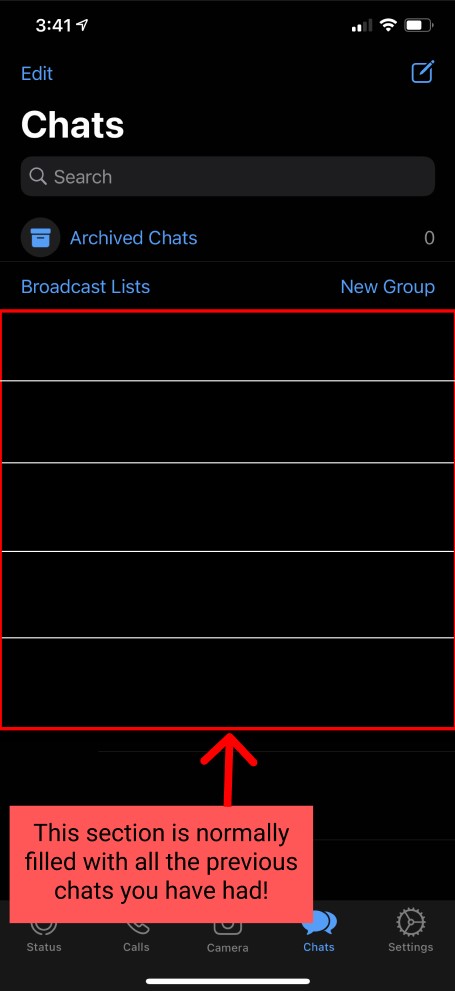 3:41
Edit
Chats
Search
Archived Chats 0
Broadcast Lists New Group
This section is normally
filled with all the previous
chats you have had!
Status Calls Camera Chats Settings